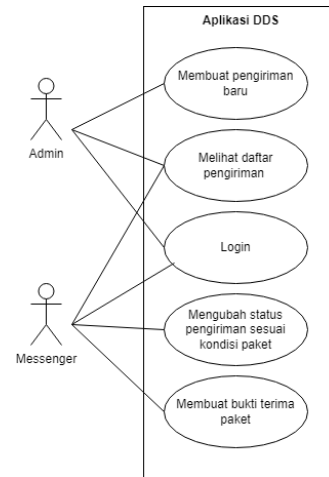 Aplikasi DDS
Membuat pengiriman
baru
Admin
Melihat daftar
pengiriman
Login
Messenger
Mengubah status
pengiriman sesuai
kondisi paket
Membuat bukti terima
paket